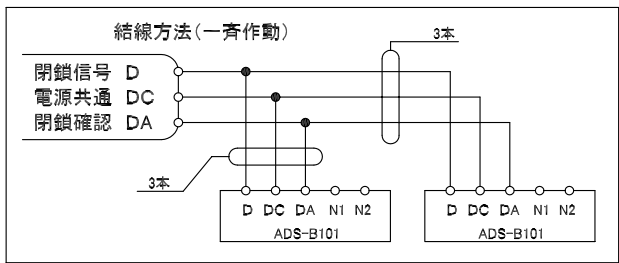 結線方法(一斉作動)
3本
閉鎖信号 D
電源共通 DC
閉鎖確認 DA
3本
D DC DA N1 N2
ADS-B101
D DC DA N1 N2
ADS-B101